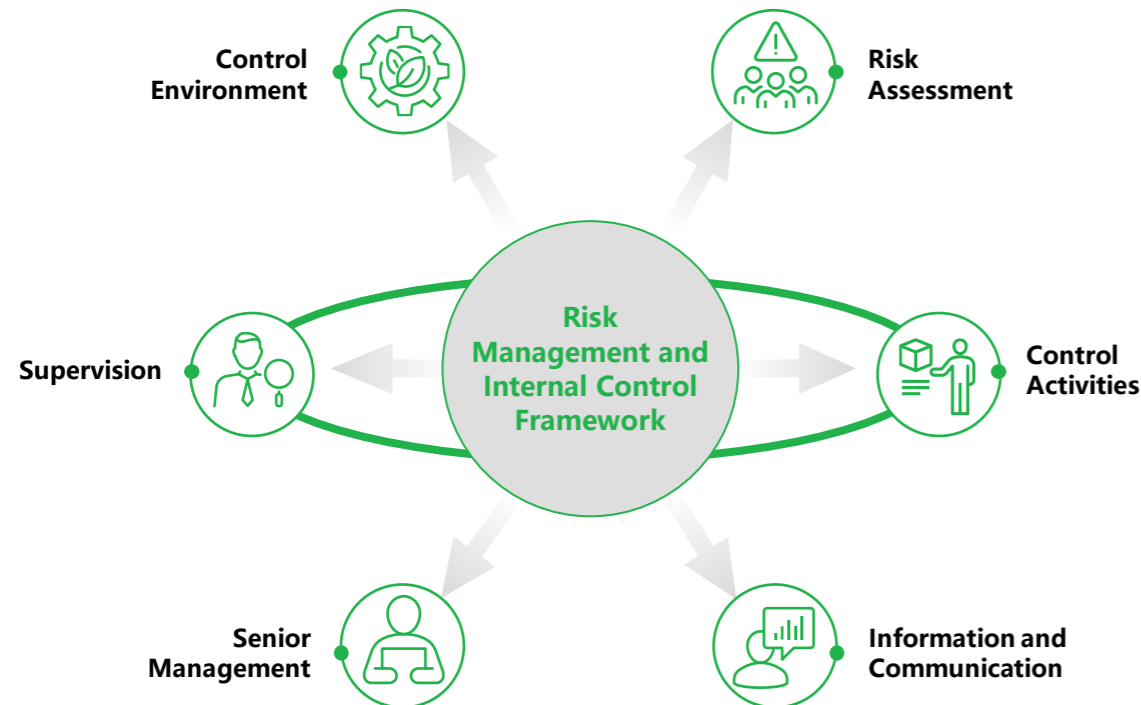 Control
Environment
Risk
Assessment
Supervision
Risk
Management and
Internal Control
Framework
Control
Activities
Senior
Management
Information and
Communication